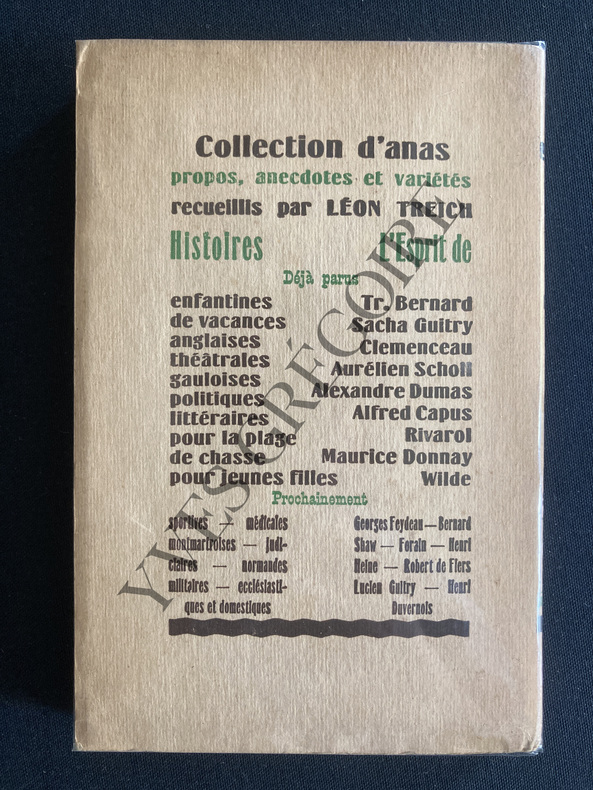 Collection d'anas
propos, anecdotes et variétés
recueillis par LÉON TREICH
Histoires
L'Esprit de
Déjà parus
enfantines
de vacances
anglaises
théâtrales
gauloises
politiques
littéraires
pour la plage
de chasse
pour jeunes filles
Tr. Bernard
Sacha Guitry
Clemenceau
Aurélien Scholl
Alexandre Dumas
Alfred Capus
Rivarol
Maurice Donnay
Wilde
Prochainement
sportives — médicales
montmartroises — judi-
ciaires — normandes
militaires — ecclésiasti-
ques et domestiques
Georges Feydeau — Bernard
Shaw — Forain — Henri
Heine — Robert de Flers
Lucien Guitry — Henri
Duvernois
YVES GRÉGOIRE